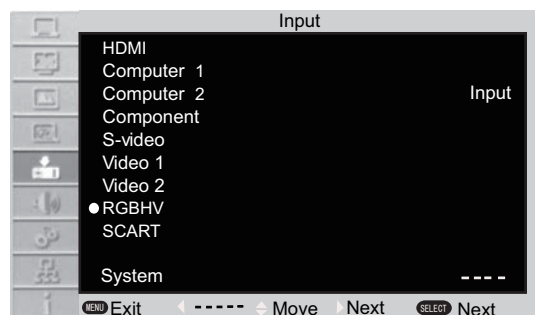 Input
HDMI
Computer 1
Computer 2 Input
Component
S-video
Video 1
Video 2
RGBHV
SCART
System ----
MENU Exit ----- Move Next SELECT Next